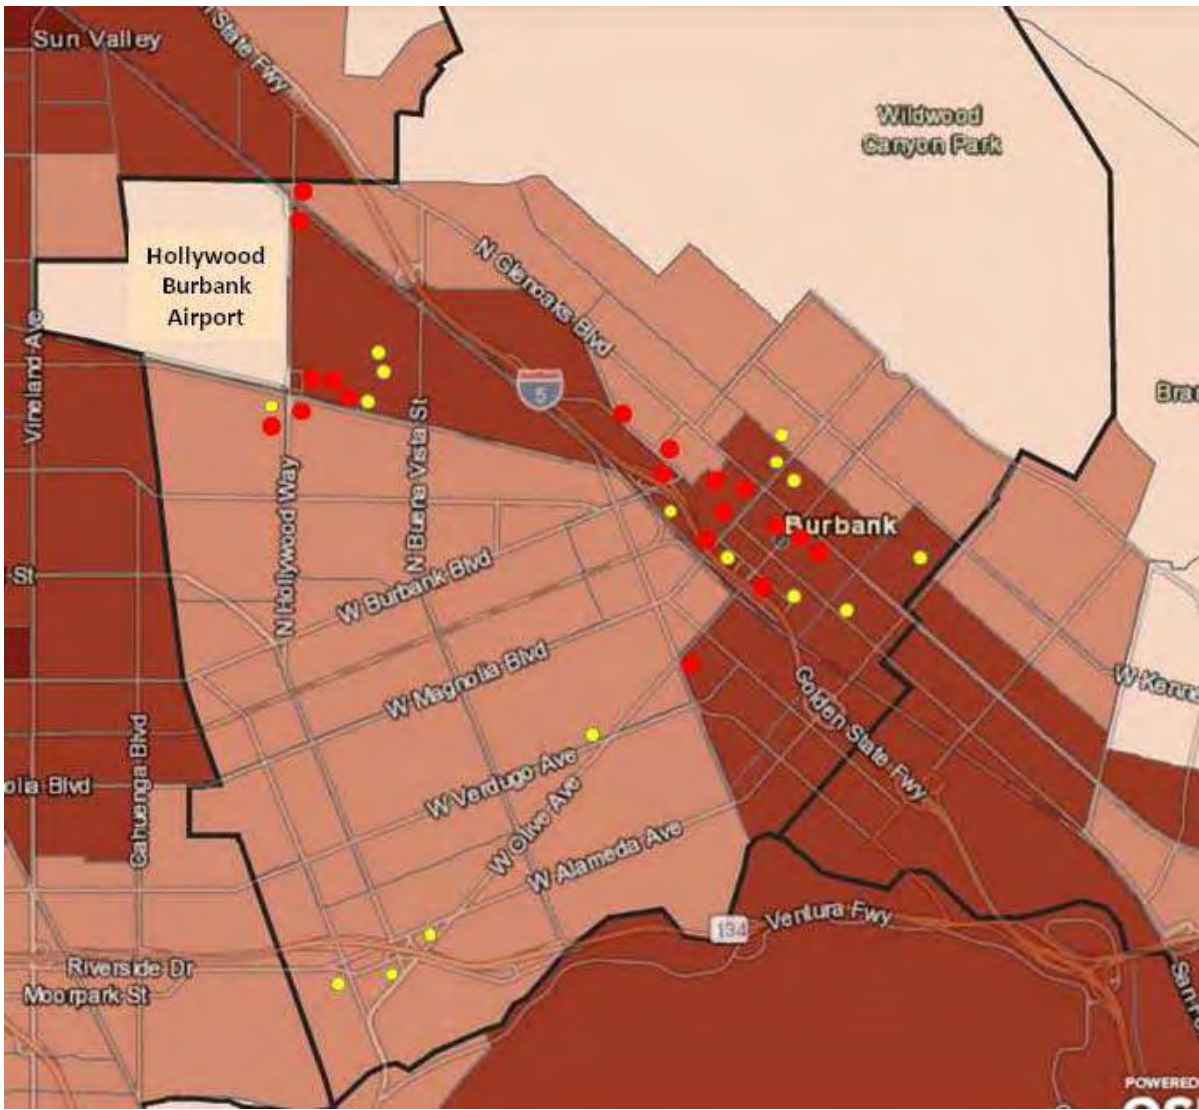 Sun Valley
State Fwy
Wildwood
Canyon Park
Hollywood
Burbank
Airport
N Glenoaks Blvd
Vineland Ave
5
N Buena Vista St
N Hollywood Way
Burbank
St
W Burbank Blvd
W Magnolia Blvd
Golden State Fwy
Cahuenga Blvd
Blvd
W Verdugo Ave
W Olive Ave
W Alameda Ave
134
Ventura Fwy
Riverside Dr
Moorpark St
POWERED